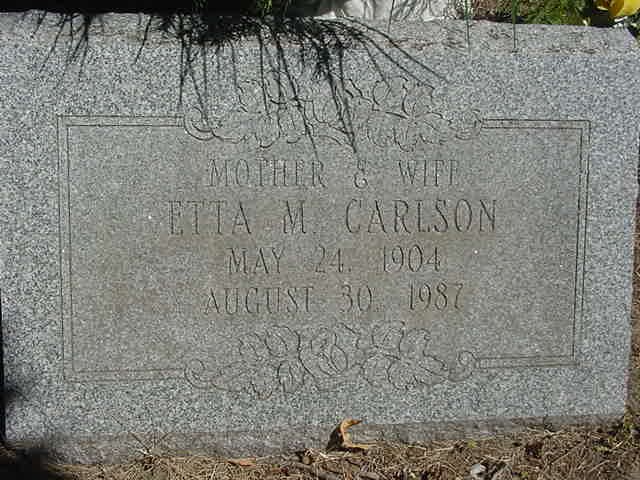 MOTHER & WIFE
ETTA M. CARLSON
MAY 24, 1904
AUGUST 30, 1987